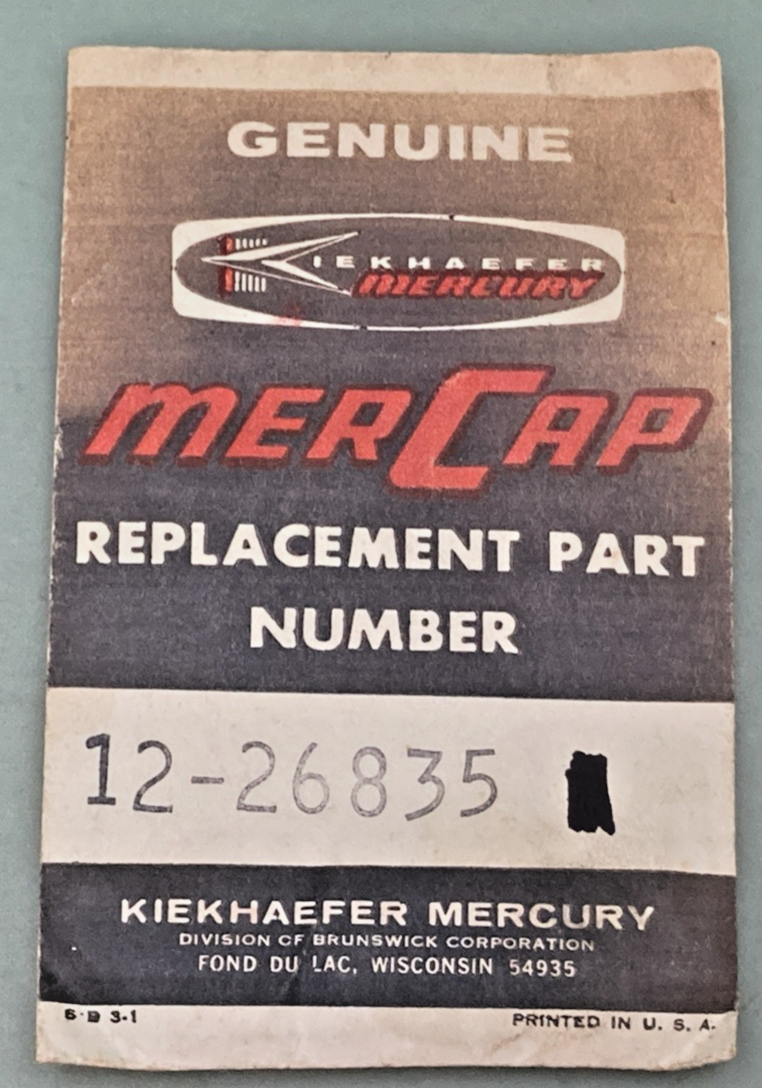 GENUINE
KIEKHAEFER
MERCURY
MERCAP
REPLACEMENT PART
NUMBER
12-26835
KIEKHAEFER MERCURY
DIVISION OF BRUNSWICK CORPORATION
FOND DU LAC, WISCONSIN 54935
PRINTED IN U. S. A.